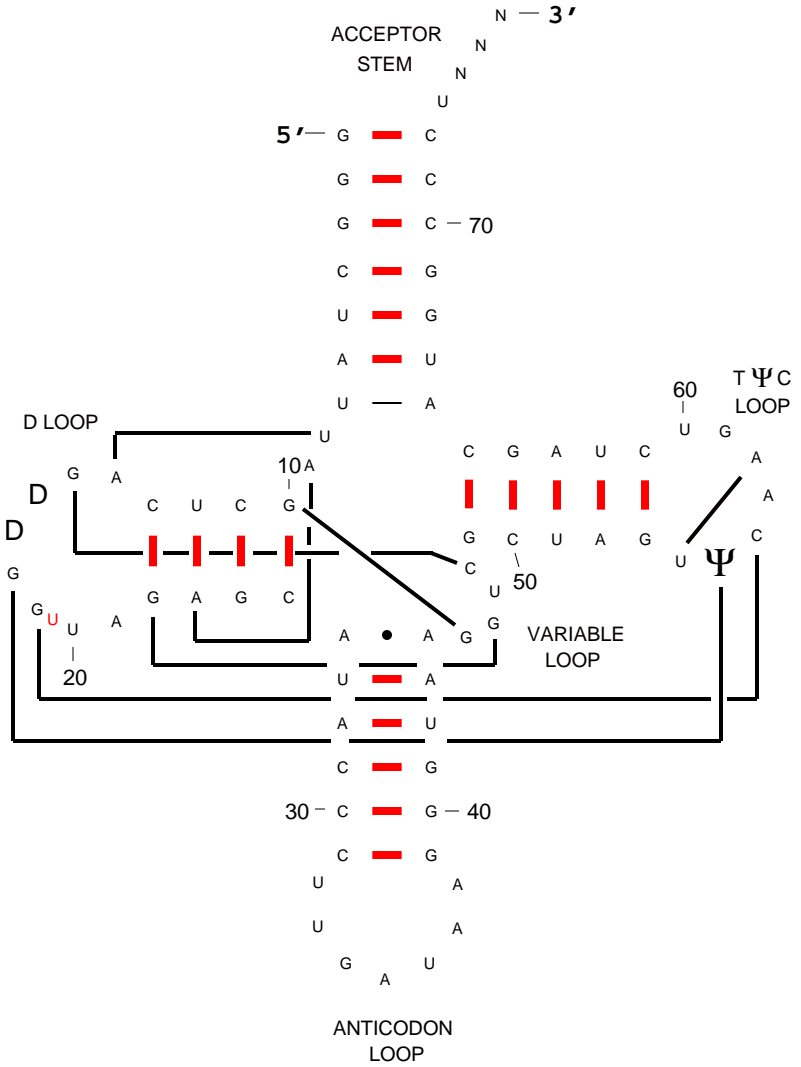 N — 3′
ACCEPTOR N
STEM N
U
5′ — G C
G C
G C — 70
C G
U G
A U
U A
60 T Ψ C
LOOP
D LOOP U U G
C G A U C A
G A 10 A
D C U C G A
D G C U A G C
G C U Ψ
50
G A G C U
G U U A G A G C
A • A G G VARIABLE
LOOP
20 U A
A U
C G
30 — C G — 40
C G
U A
U A
G A U
ANTICODON
LOOP